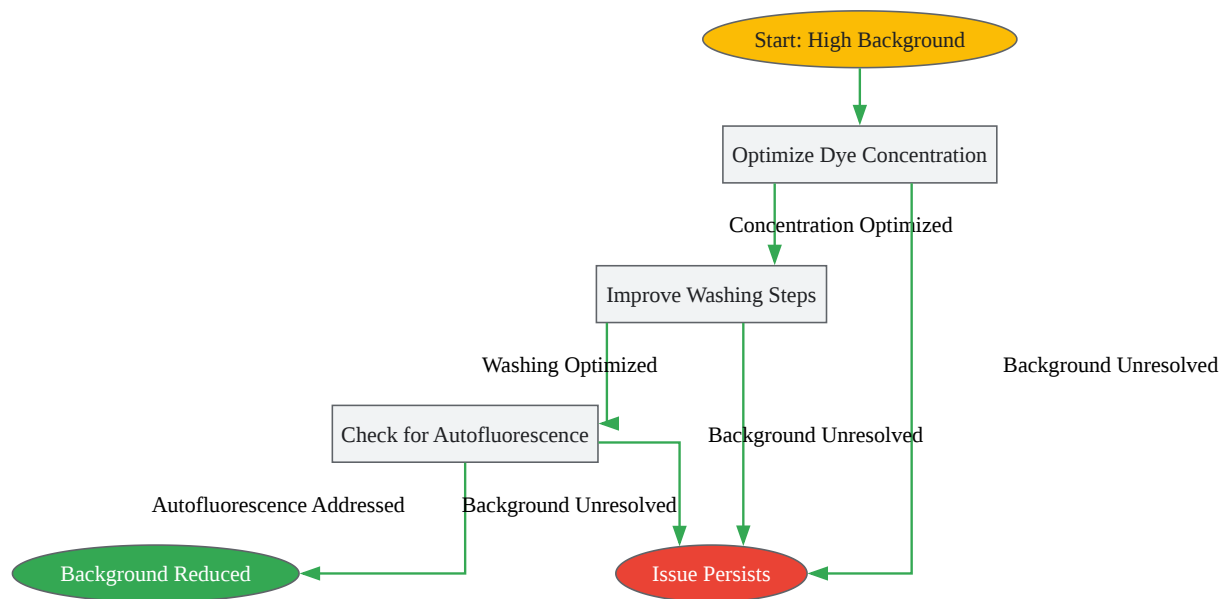 Start: High Background
Optimize Dye Concentration
Concentration Optimized
Improve Washing Steps
Washing Optimized
Background Unresolved
Check for Autofluorescence
Background Unresolved
Autofluorescence Addressed
Background Unresolved
Background Reduced
Issue Persists